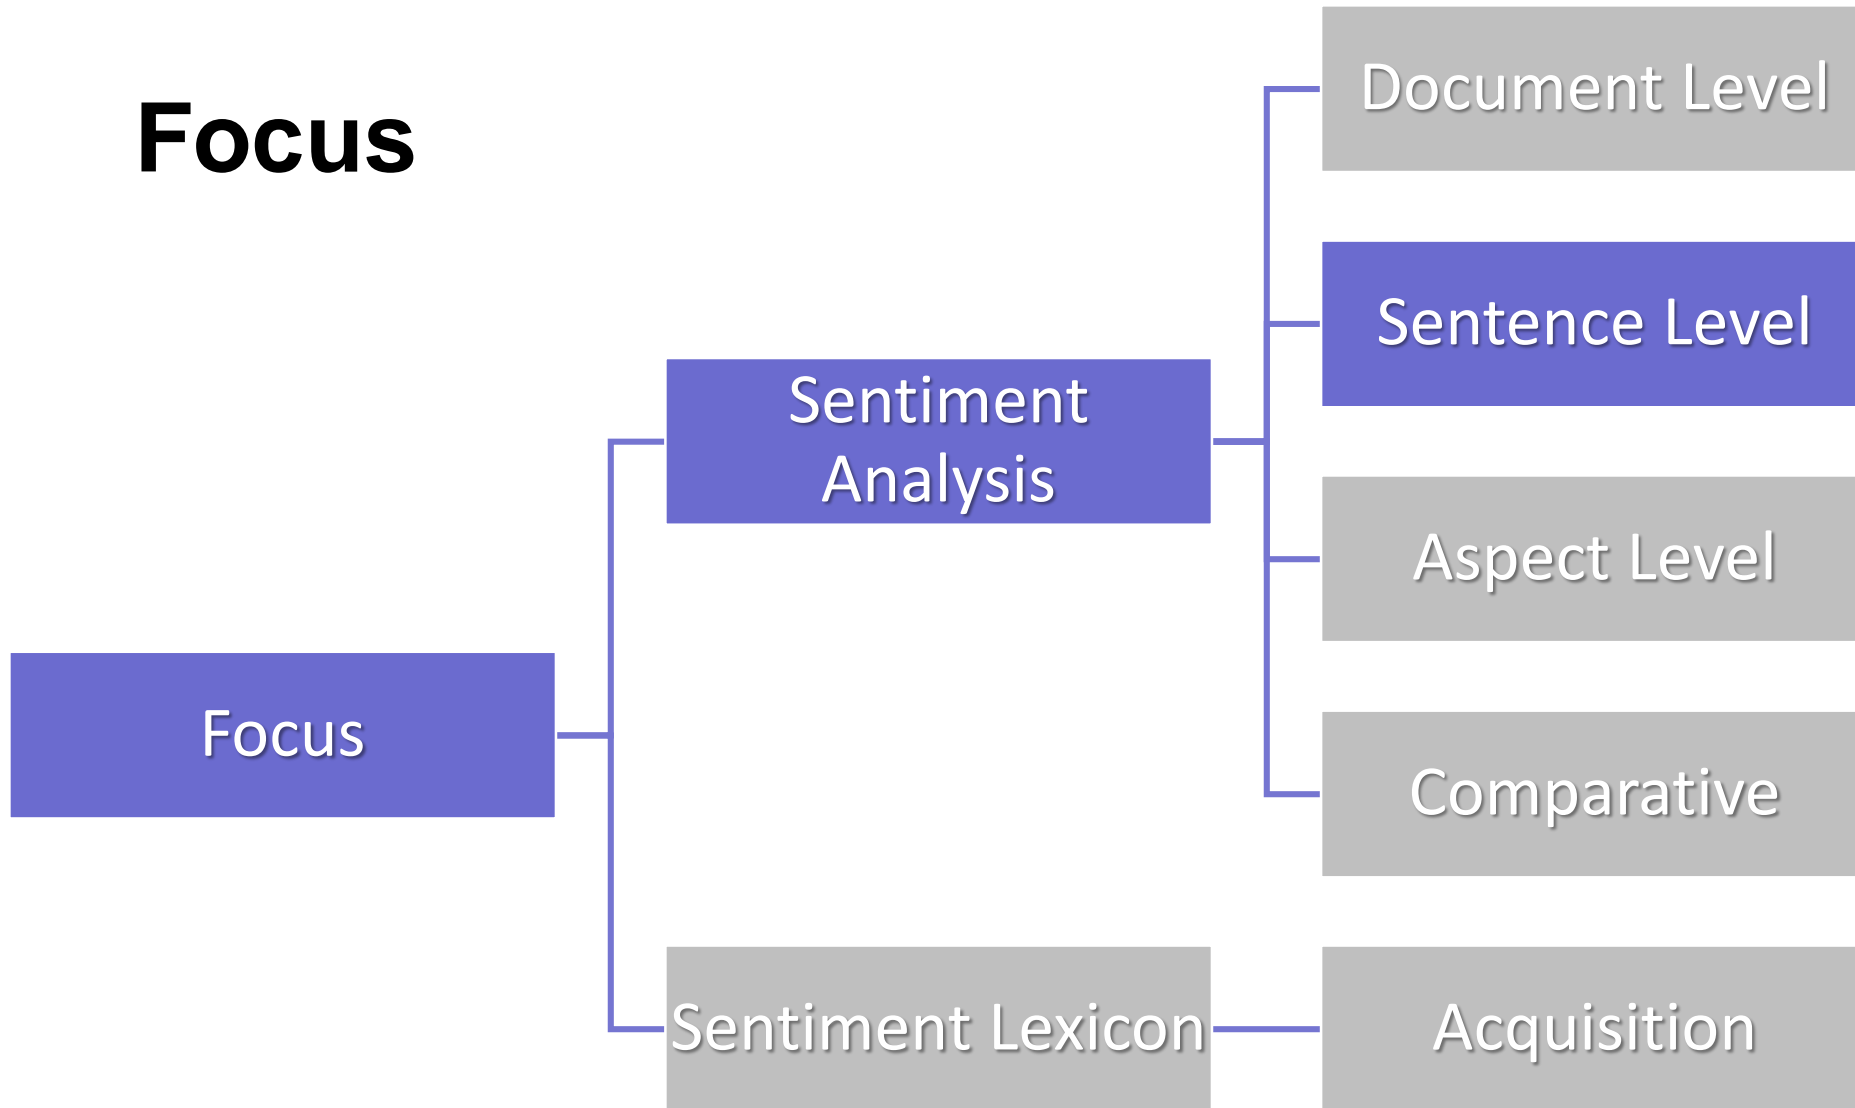 Focus
Document Level
Sentence Level
Sentiment
Analysis
Aspect Level
Focus
Comparative
Sentiment Lexicon
Acquisition